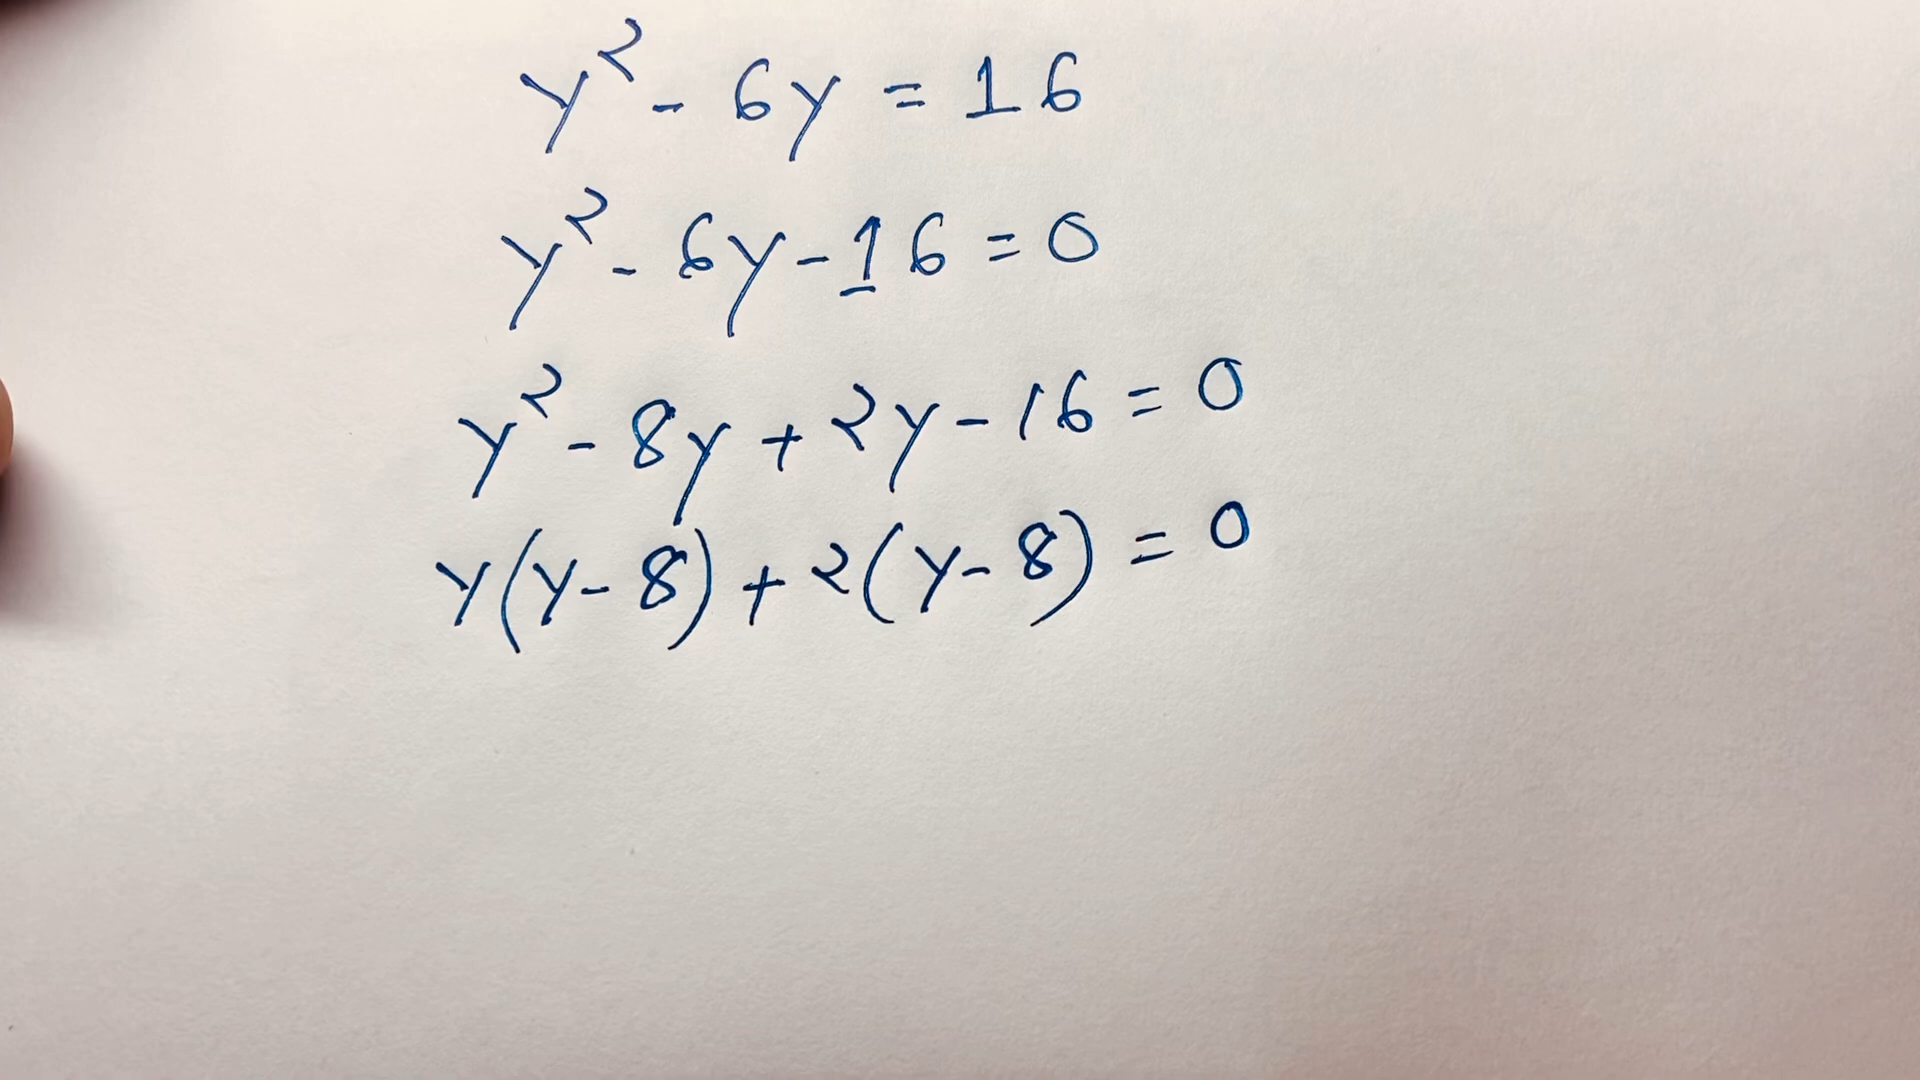 y² - 6y = 16
y² - 6y - 16 = 0
y² - 8y + 2y - 16 = 0
y(y - 8) + 2(y - 8) = 0